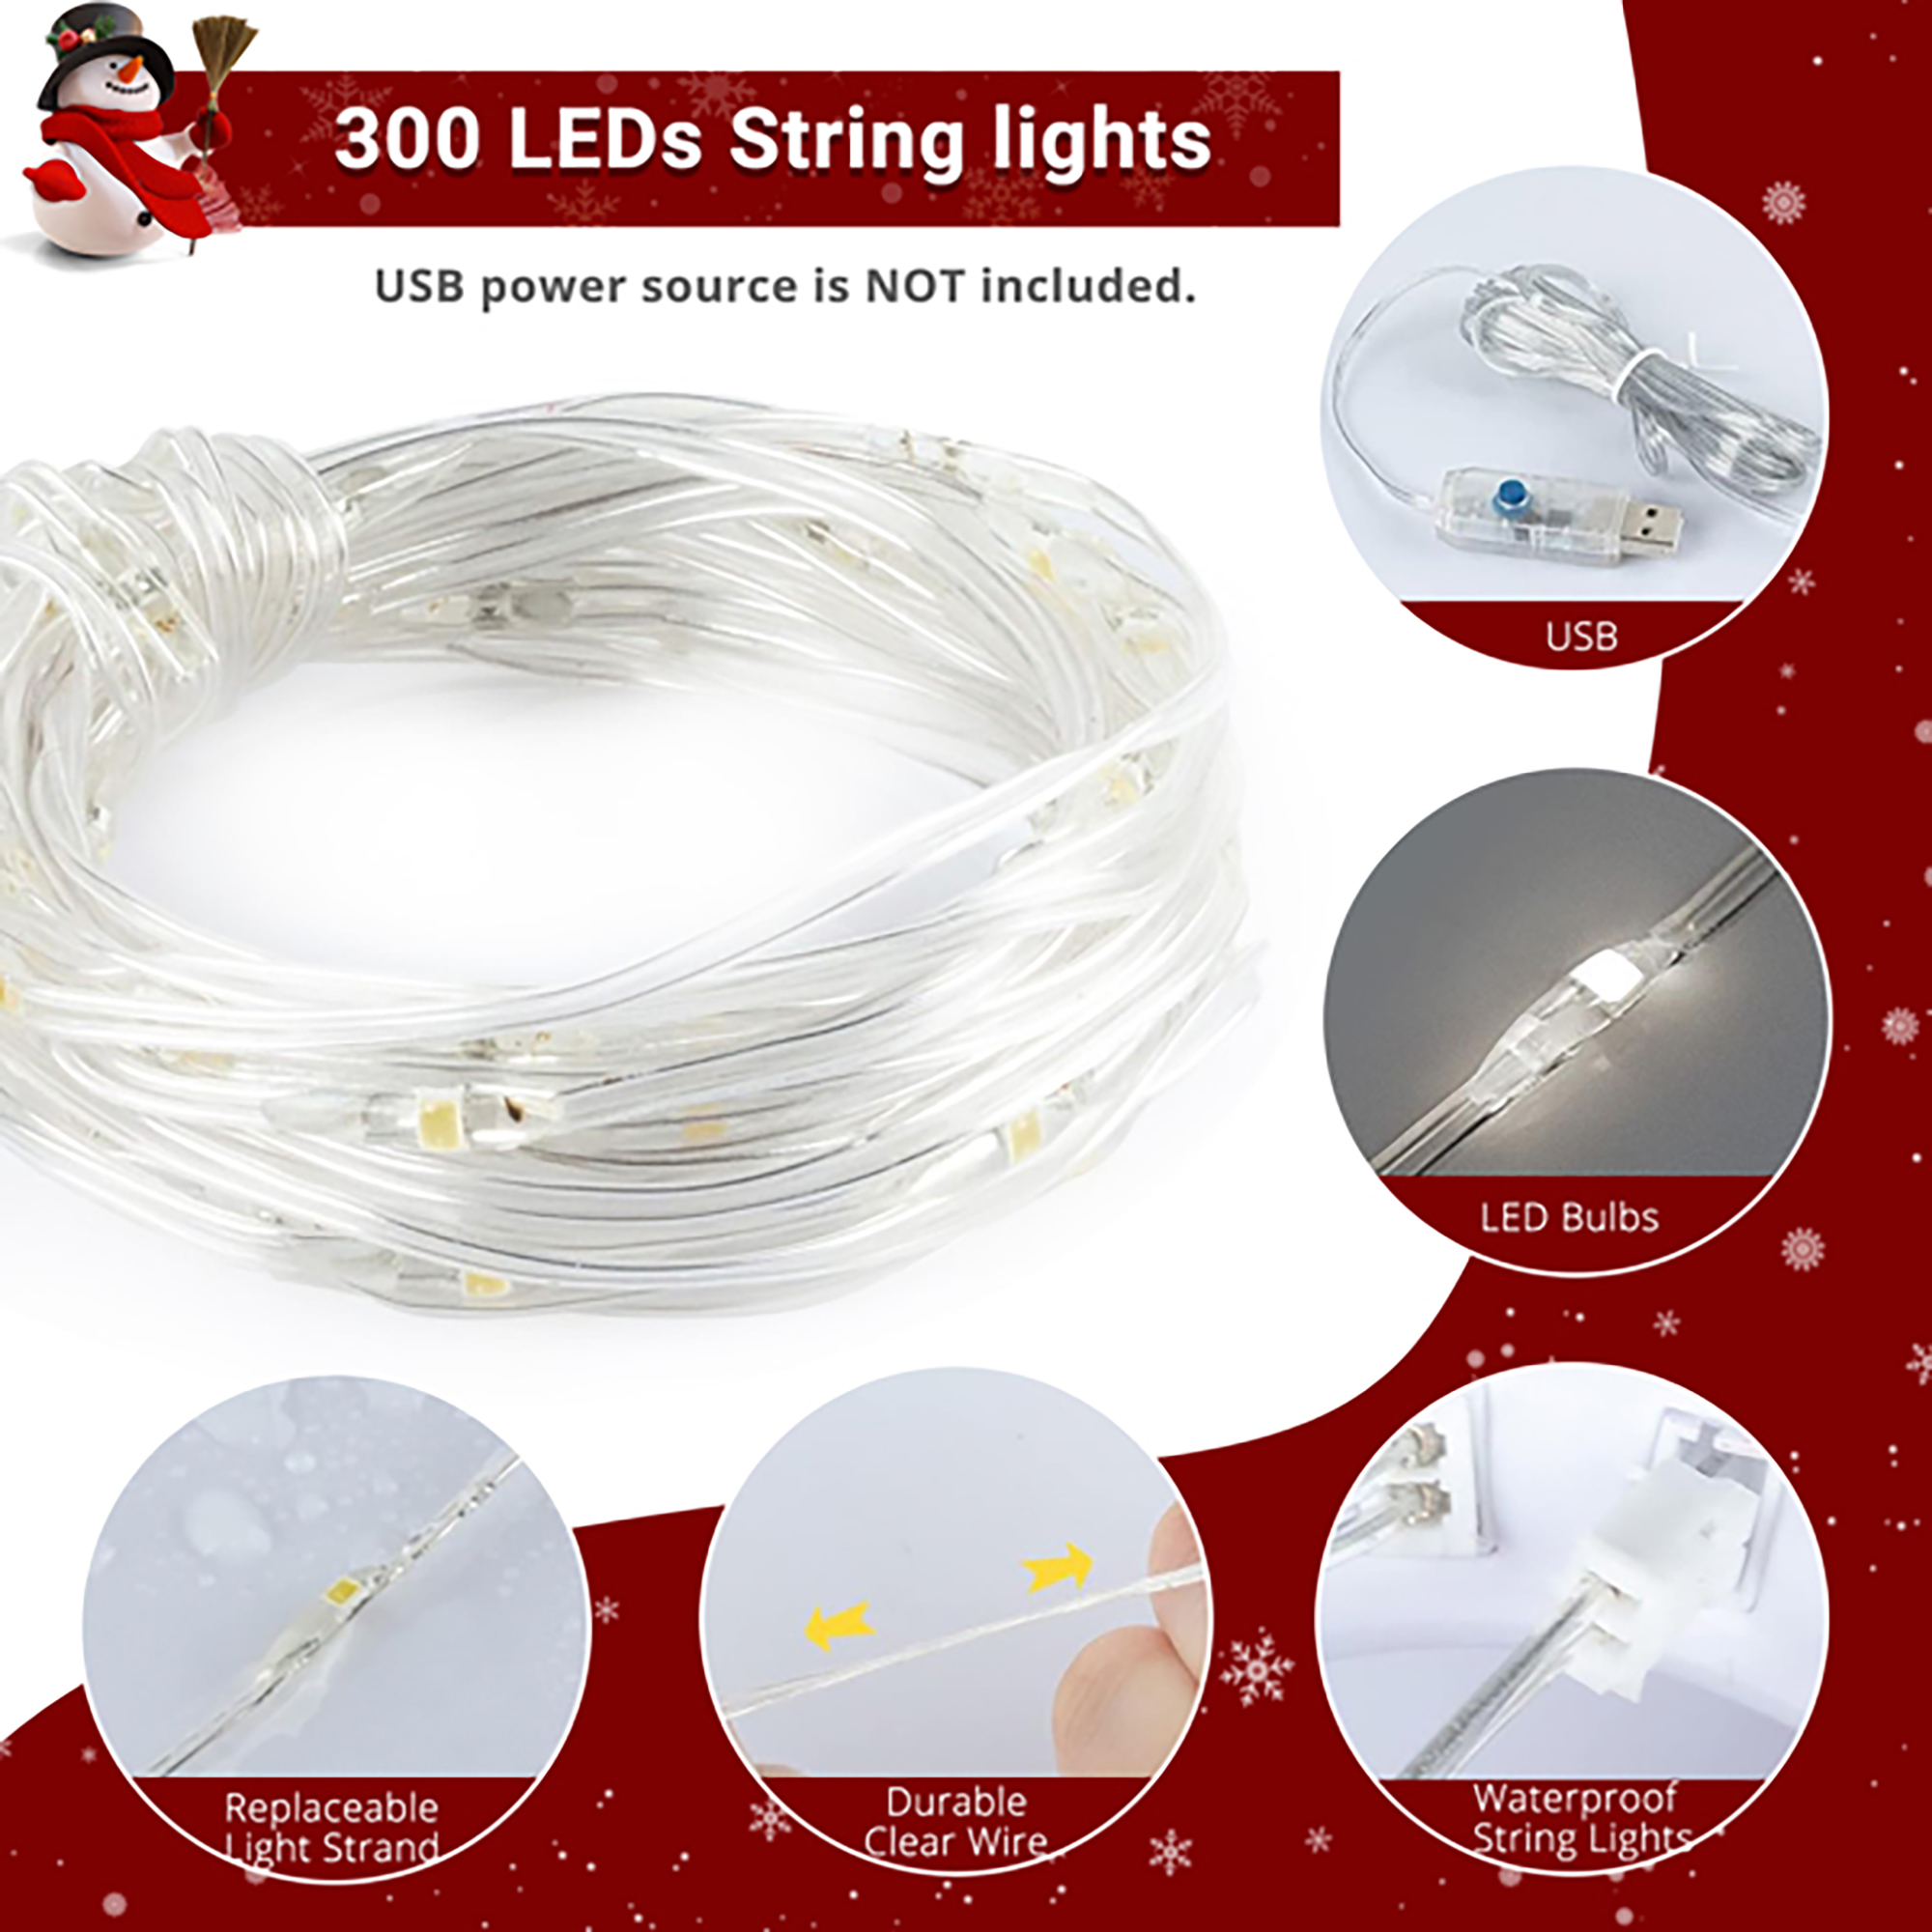 300 LEDs String lights
USB power source is NOT included.
USB
LED Bulbs
Replaceable
Light Strand
Durable
Clear Wire
Waterproof
String Lights